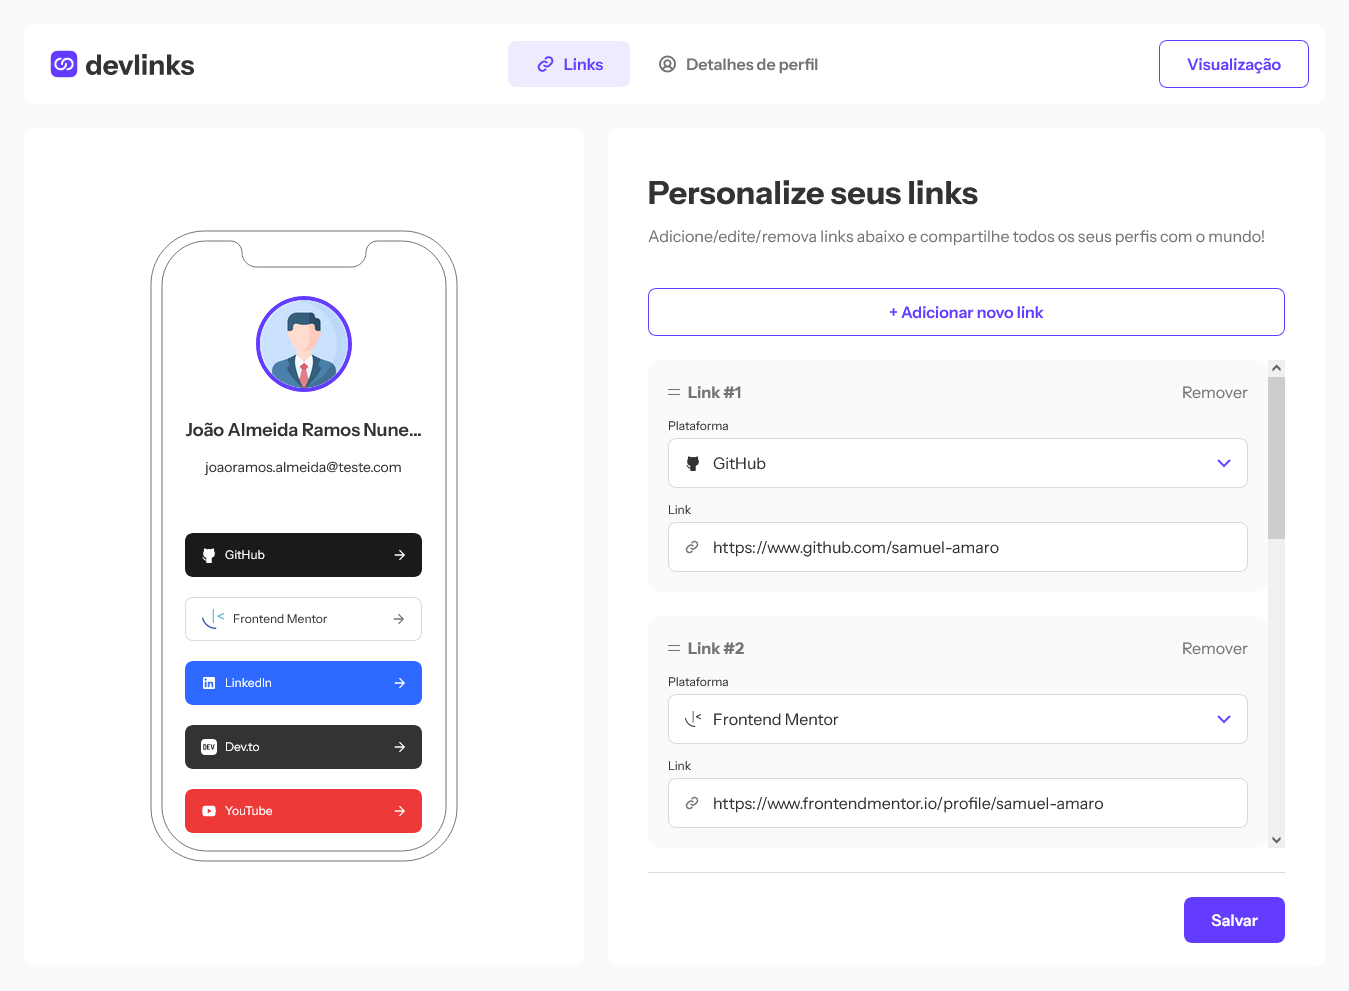 devlinks
Links
Detalhes de perfil
Visualização
João Almeida Ramos Nune...
joaoramos.almeida@teste.com
GitHub
Frontend Mentor
LinkedIn
DEV Dev.to
YouTube
Personalize seus links
Adicione/edite/remova links abaixo e compartilhe todos os seus perfis com o mundo!
+ Adicionar novo link
Link #1 Remover
Plataforma
GitHub
Link
https://www.github.com/samuel-amaro
Link #2 Remover
Plataforma
Frontend Mentor
Link
https://www.frontendmentor.io/profile/samuel-amaro
Salvar